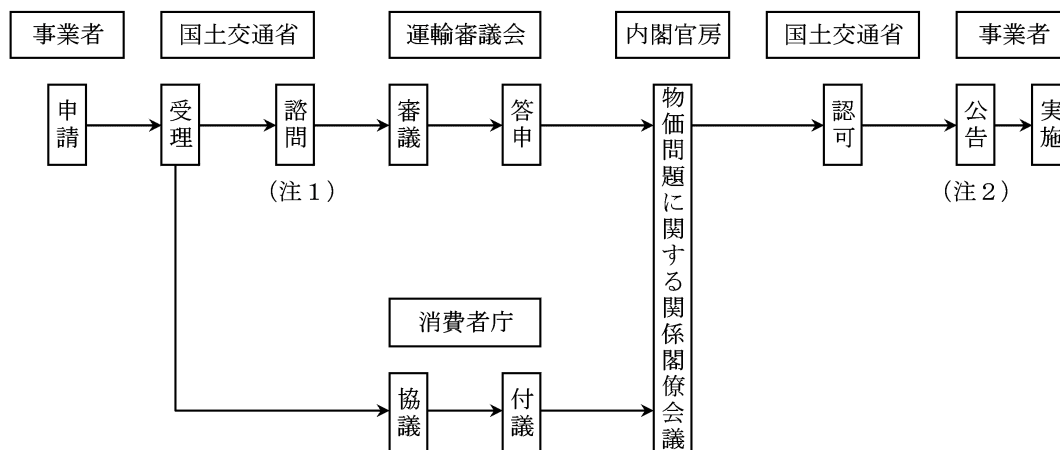 事業者
国土交通省
運輸審議会
内閣官房
国土交通省
事業者
申請
受理
諮問
審議
答申
物価問題に関する関係閣僚会議
認可
公告
実施
(注1)
(注2)
消費者庁
協議
付議